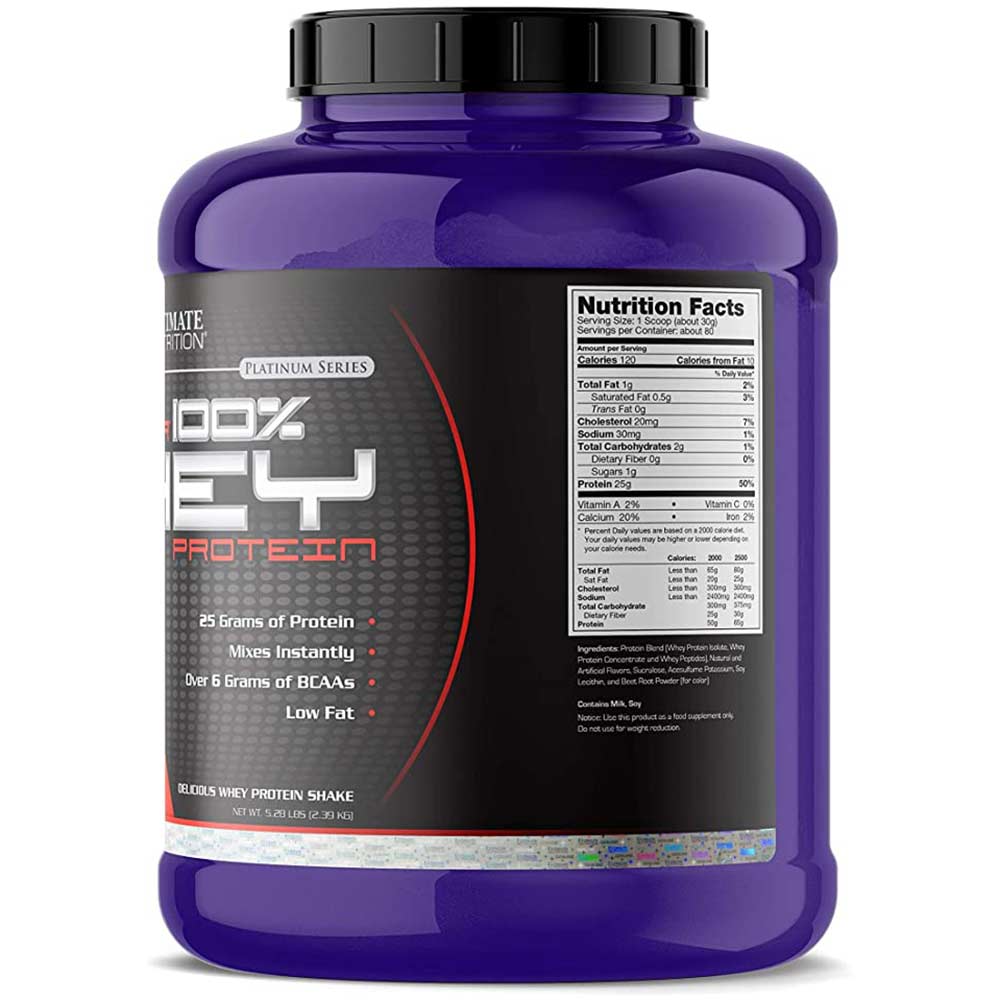 TIMATE
TRITION®
PLATINUM SERIES
100%
HEY
PROTEIN
25 Grams of Protein •
Mixes Instantly •
Over 6 Grams of BCAAs •
Low Fat •
DELICIOUS WHEY PROTEIN SHAKE
NET WT. 5.28 LBS (2.39 KG)
Nutrition Facts
Serving Size: 1 Scoop (about 30g)
Servings per Container: about 80
Amount per Serving
Calories 120 Calories from Fat 10
% Daily Value*
Total Fat 1g 2%
Saturated Fat 0.5g 3%
Trans Fat 0g
Cholesterol 20mg 7%
Sodium 30mg 1%
Total Carbohydrates 2g 1%
Dietary Fiber 0g 0%
Sugars 1g
Protein 25g 50%
Vitamin A 2% • Vitamin C 0%
Calcium 20% • Iron 2%
* Percent Daily values are based on a 2000 calorie diet.
Your daily values may be higher or lower depending on
your calorie needs.
Calories: 2000 2500
Total Fat Less than 65g 80g
Sat Fat Less than 20g 25g
Cholesterol Less than 300mg 300mg
Sodium Less than 2400mg 2400mg
Total Carbohydrate 300mg 375mg
Dietary Fiber 25g 30g
Protein 50g 65g
Ingredients: Protein Blend (Whey Protein Isolate, Whey
Protein Concentrate and Whey Peptides), Natural and
Artificial Flavors, Sucralose, Acesulfame Potassium, Soy
Lecithin, and Beet Root Powder (for color)
Contains Milk, Soy
Notice: Use this product as a food supplement only.
Do not use for weight reduction.